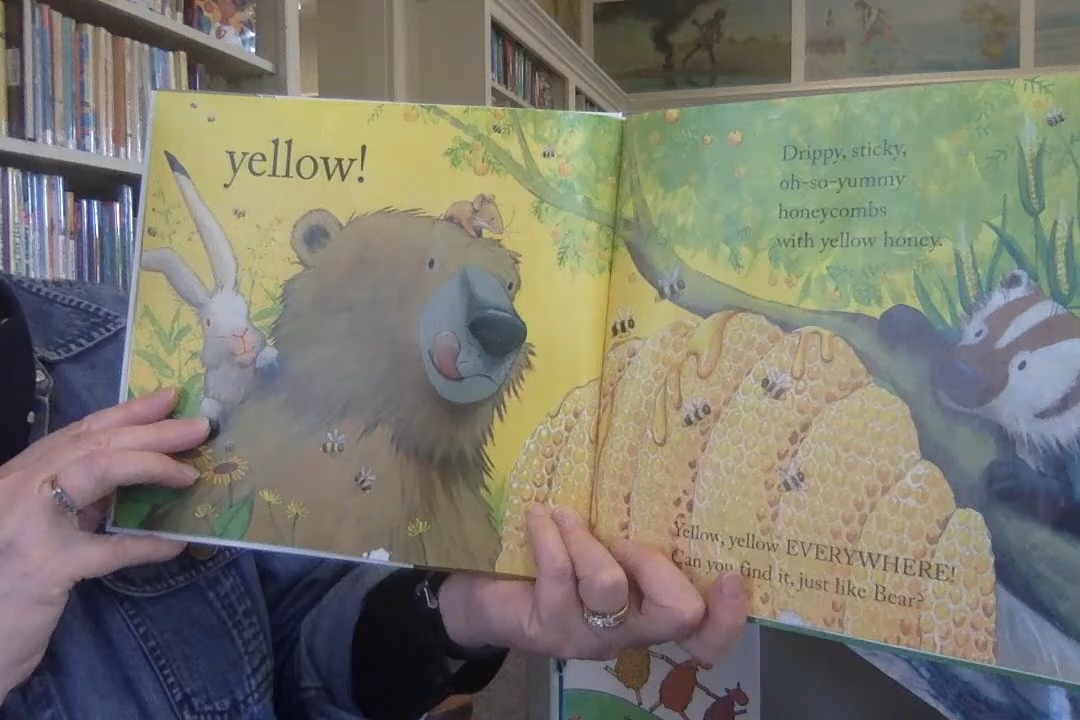 yellow!
Drippy, sticky,
oh-so-yummy
honeycombs
with yellow honey.
Yellow, yellow EVERYWHERE!
Can you find it, just like Bear?